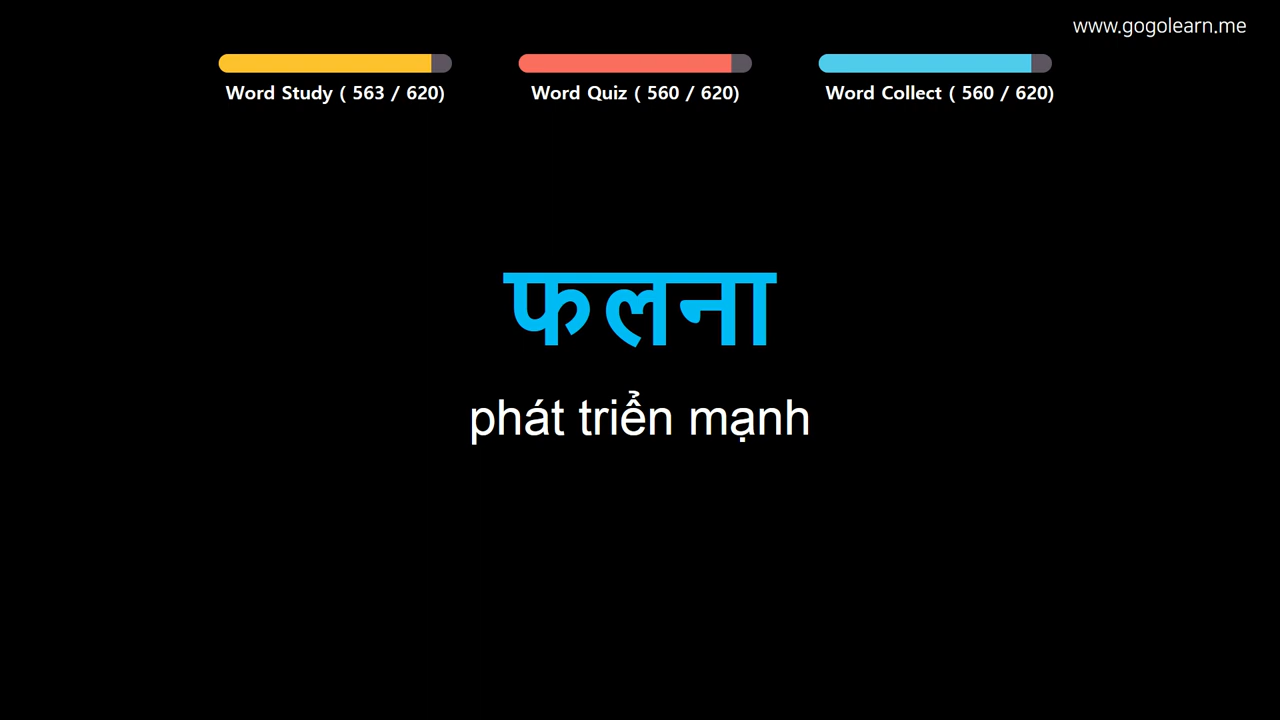 www.gogolearn.me
Word Study ( 563 / 620)
Word Quiz ( 560 / 620)
Word Collect ( 560 / 620)
फलना
phát triển mạnh